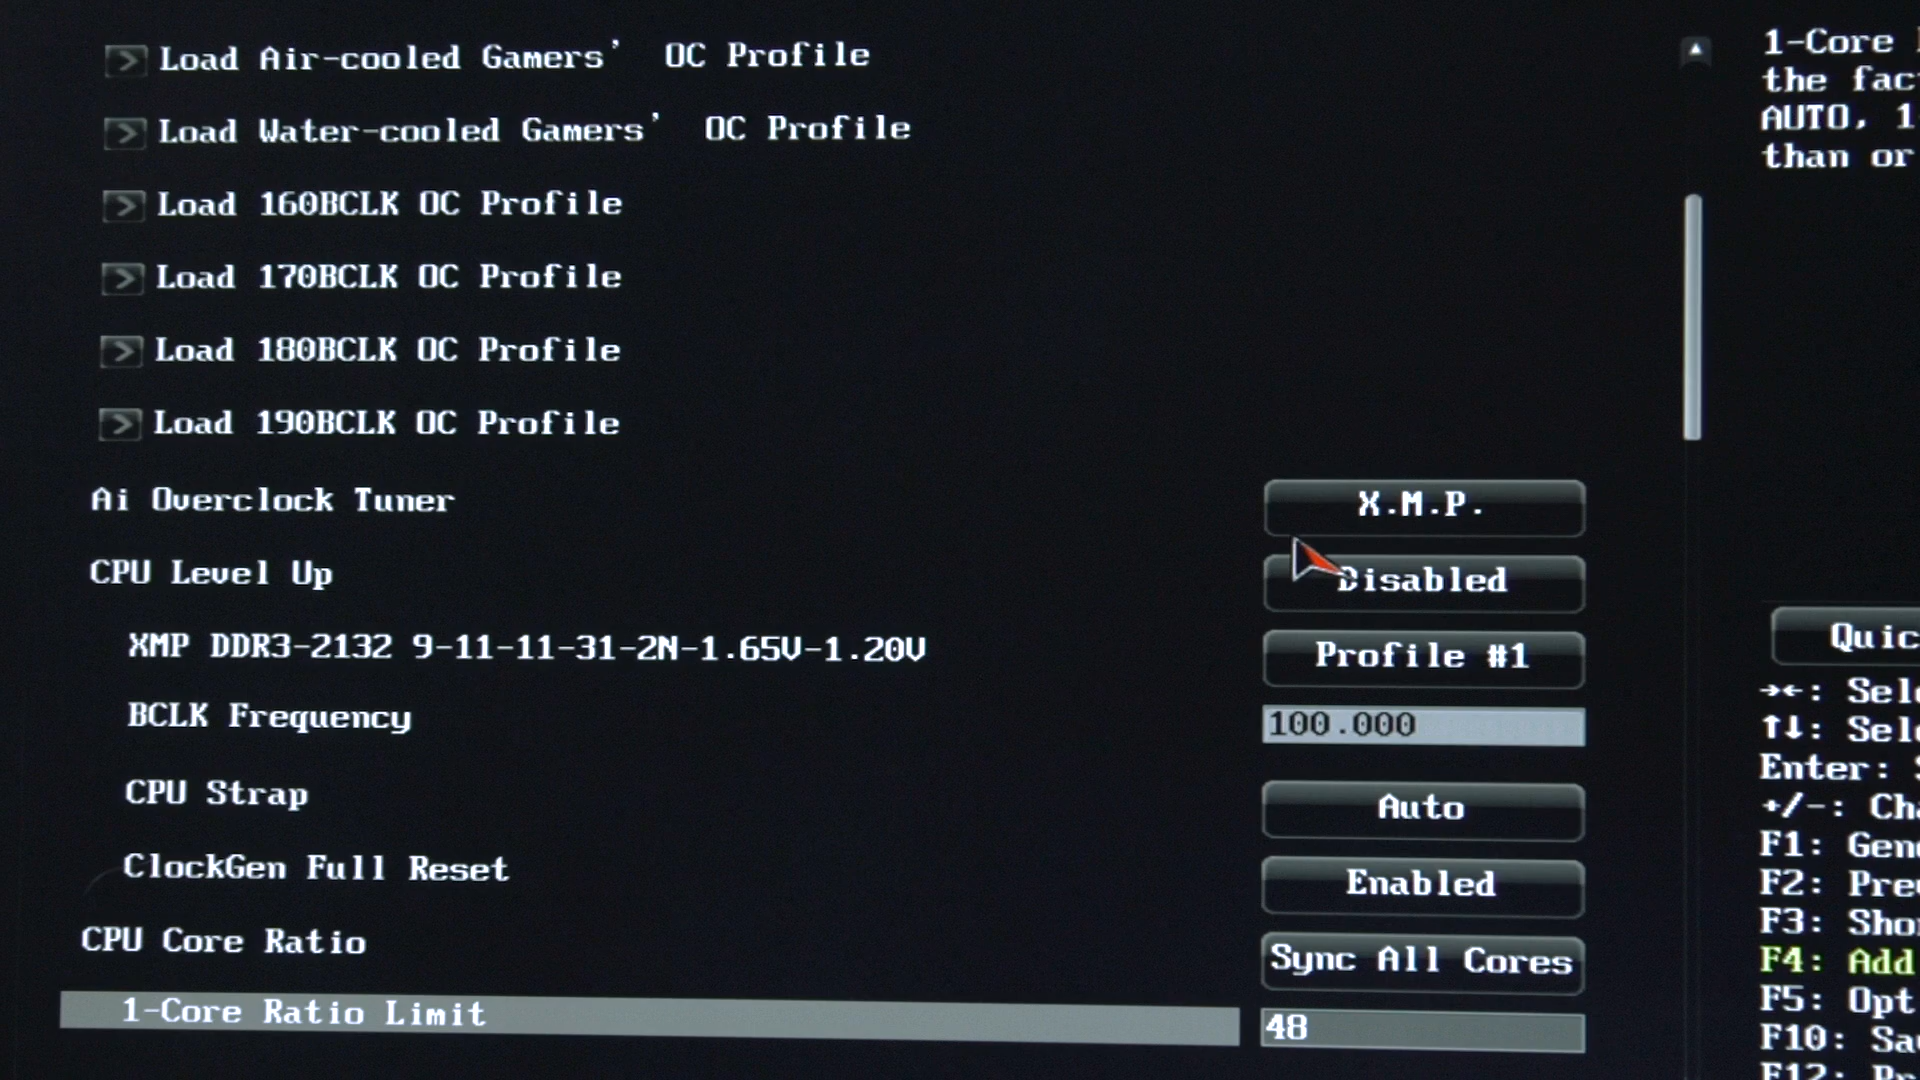 Load Air-cooled Gamers' OC Profile
Load Water-cooled Gamers' OC Profile
Load 160BCLK OC Profile
Load 170BCLK OC Profile
Load 180BCLK OC Profile
Load 190BCLK OC Profile
Ai Overclock Tuner X.M.P.
CPU Level Up Disabled
XMP DDR3-2132 9-11-11-31-2N-1.65V-1.20V Profile #1
BCLK Frequency 100.000
CPU Strap Auto
ClockGen Full Reset Enabled
CPU Core Ratio Sync All Cores
1-Core Ratio Limit 48
1-Core
the
AUTO, 1
than or
→←:
↑↓:
Enter:
+/-:
F1:
F2:
F3:
F4: Add
F5:
F10:
F12: